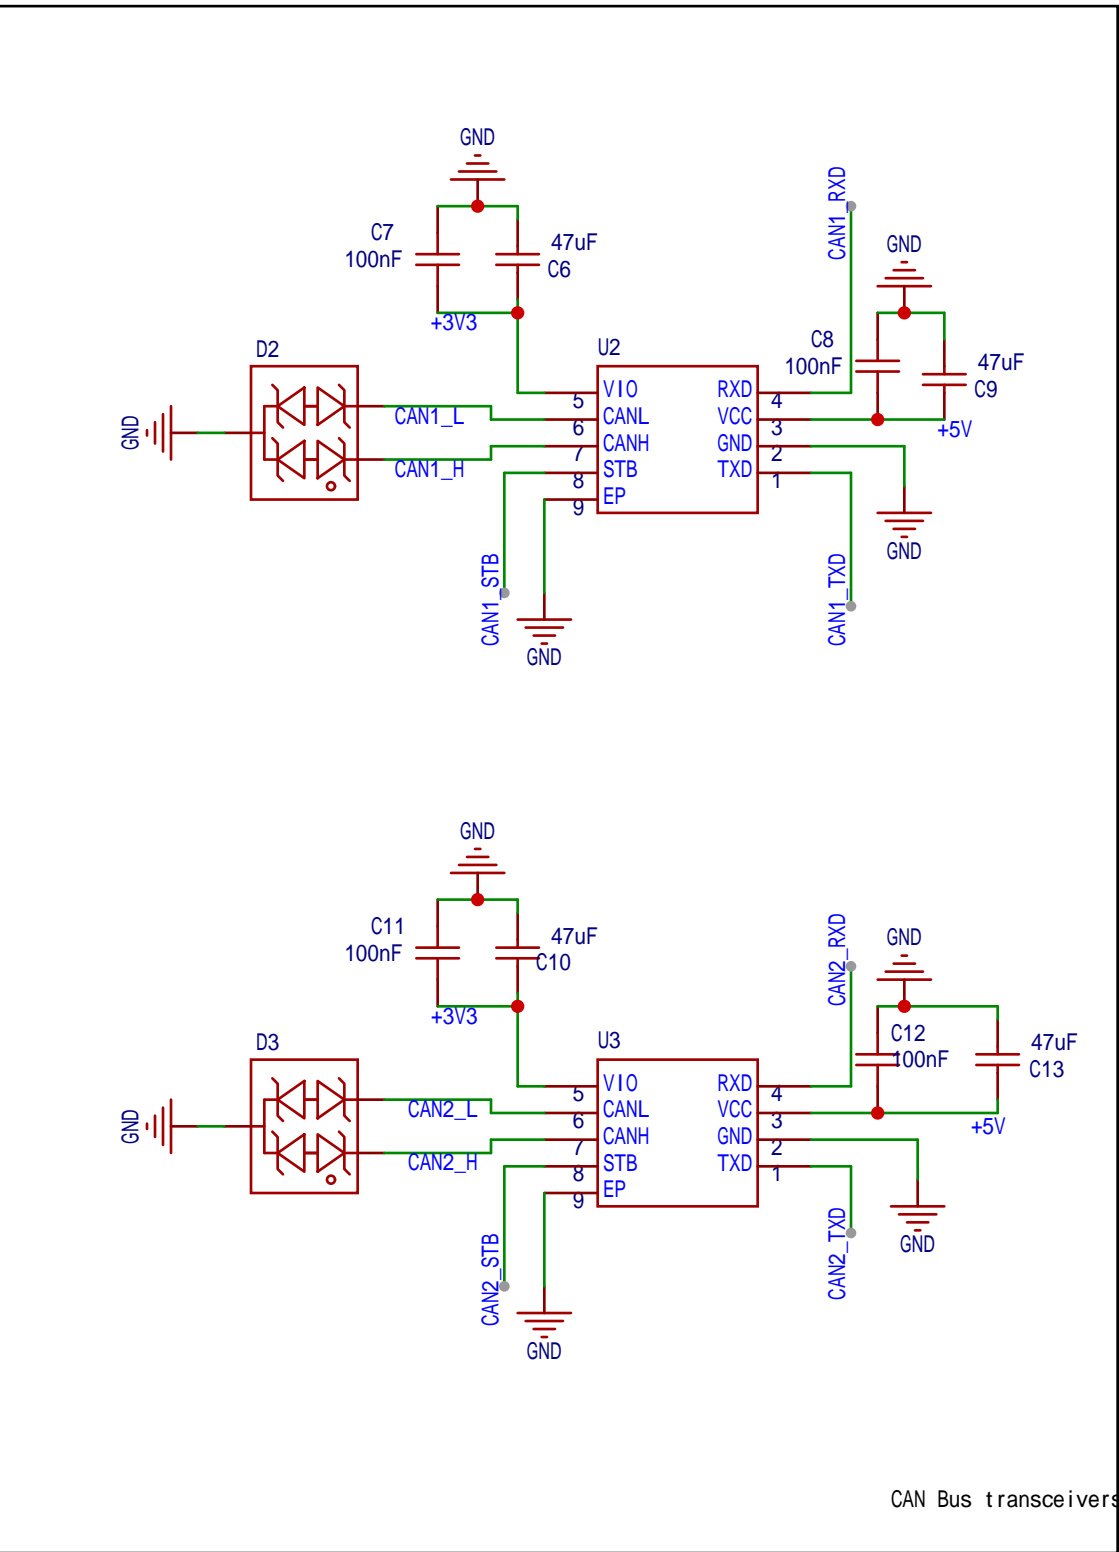 GND
C7
100nF
47uF
C6
+3V3
CAN1_RXD
GND
C8
100nF
47uF
C9
+5V
D2
GND
CAN1_L
CAN1_H
U2
VIO
CANL
CANH
STB
EP
5
6
7
8
9
RXD
VCC
GND
TXD
4
3
2
1
CAN1_STB
GND
CAN1_TXD
GND
GND
C11
100nF
47uF
C10
+3V3
CAN2_RXD
GND
C12
100nF
47uF
C13
+5V
D3
GND
CAN2_L
CAN2_H
U3
VIO
CANL
CANH
STB
EP
5
6
7
8
9
RXD
VCC
GND
TXD
4
3
2
1
CAN2_STB
GND
CAN2_TXD
GND
CAN Bus transceivers